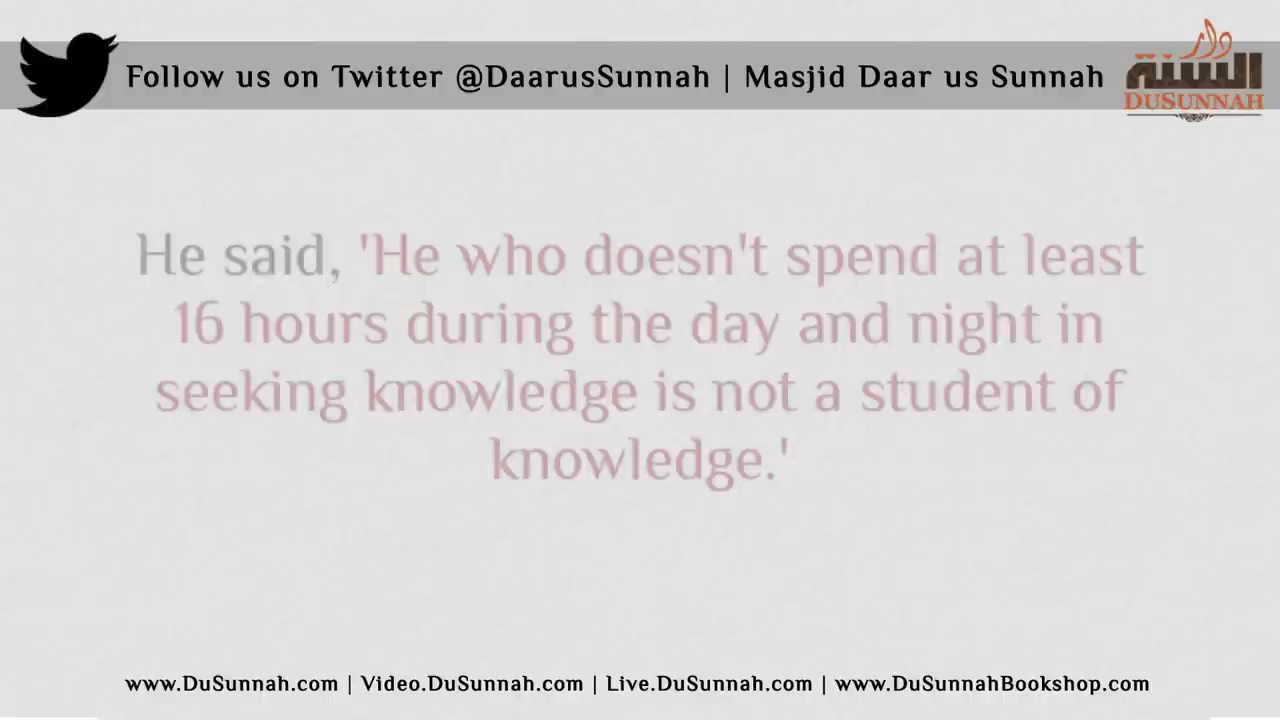 Follow us on Twitter @DaarusSunnah | Masjid Daar us Sunnah
دار
السنة
DUSUNNAH
He said, 'He who doesn't spend at least
16 hours during the day and night in
seeking knowledge is not a student of
knowledge.'
www.DuSunnah.com | Video.DuSunnah.com | Live.DuSunnah.com | www.DuSunnahBookshop.com